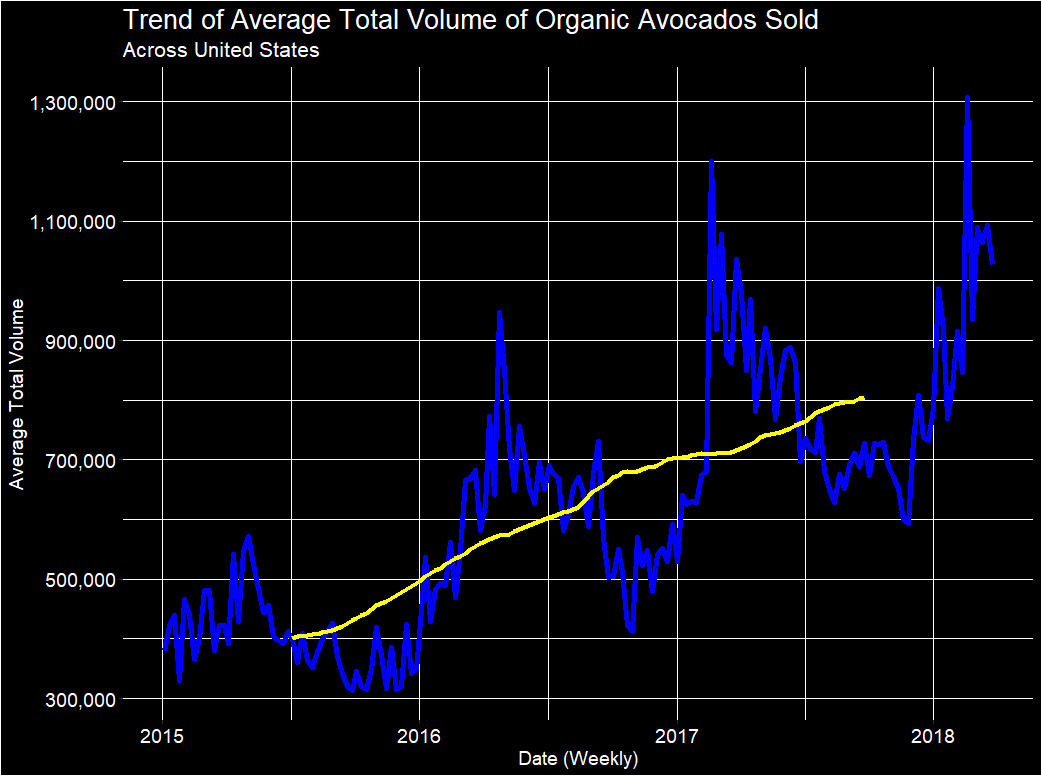 Trend of Average Total Volume of Organic Avocados Sold
Across United States
1,300,000
1,100,000
900,000
700,000
500,000
300,000
Average Total Volume
2015 2016 2017 2018
Date (Weekly)